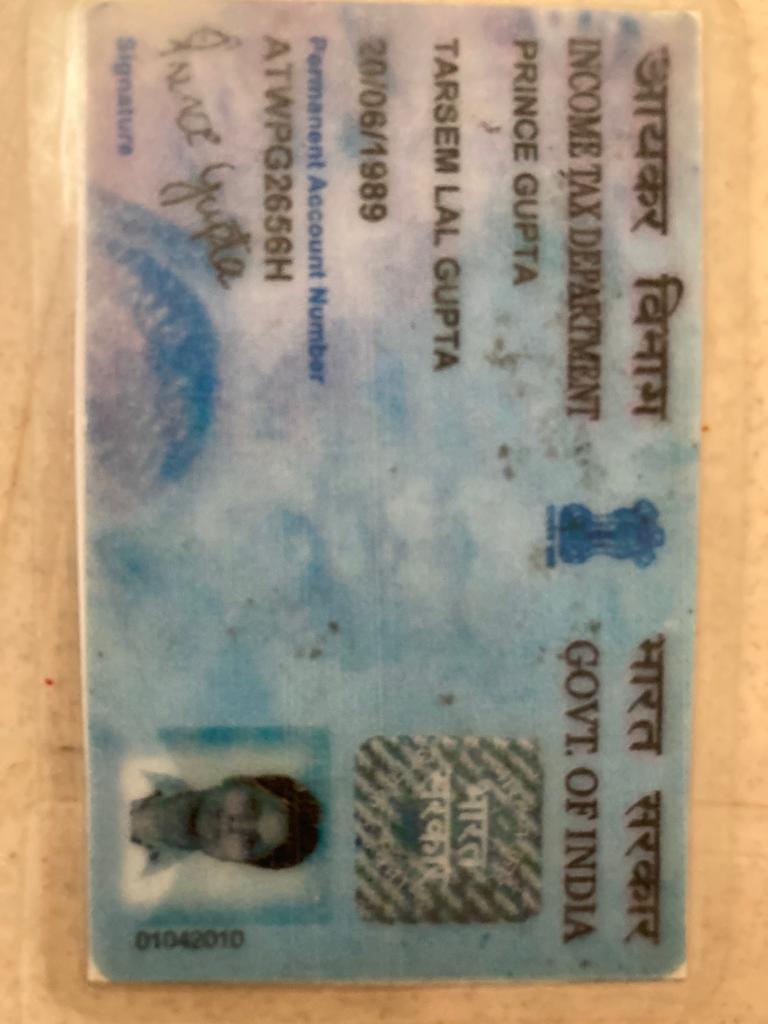 आयकर विभाग
भारत सरकार
INCOME TAX DEPARTMENT
GOVT. OF INDIA
PRINCE GUPTA
TARSEM LAL GUPTA
20/06/1989
Permanent Account Number
ATWPG2656H
Prince Gupta
Signature
भारत
सरकार
01042010